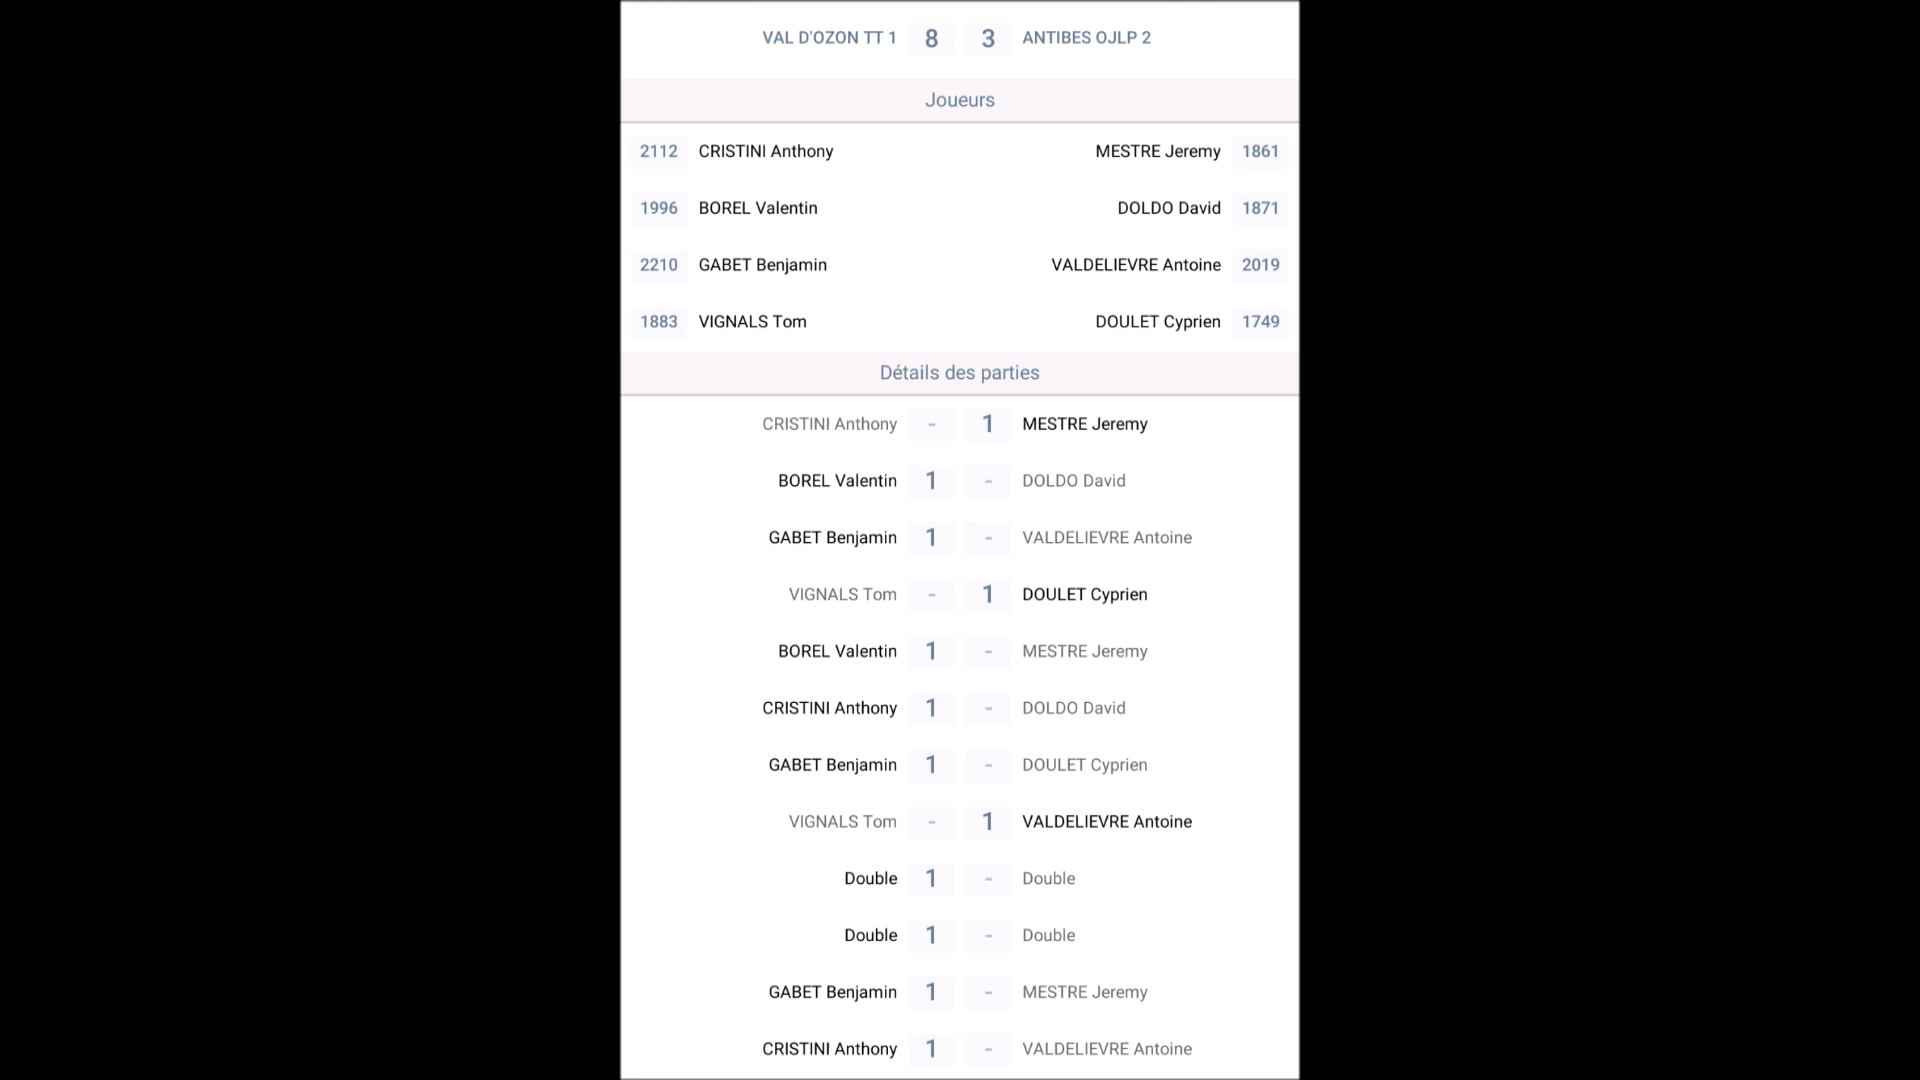 VAL D'OZON TT 1 8 3 ANTIBES OJLP 2
Joueurs
2112 CRISTINI Anthony MESTRE Jeremy 1861
1996 BOREL Valentin DOLDO David 1871
2210 GABET Benjamin VALDELIEVRE Antoine 2019
1883 VIGNALS Tom DOULET Cyprien 1749
Détails des parties
CRISTINI Anthony - 1 MESTRE Jeremy
BOREL Valentin 1 - DOLDO David
GABET Benjamin 1 - VALDELIEVRE Antoine
VIGNALS Tom - 1 DOULET Cyprien
BOREL Valentin 1 - MESTRE Jeremy
CRISTINI Anthony 1 - DOLDO David
GABET Benjamin 1 - DOULET Cyprien
VIGNALS Tom - 1 VALDELIEVRE Antoine
Double 1 - Double
Double 1 - Double
GABET Benjamin 1 - MESTRE Jeremy
CRISTINI Anthony 1 - VALDELIEVRE Antoine